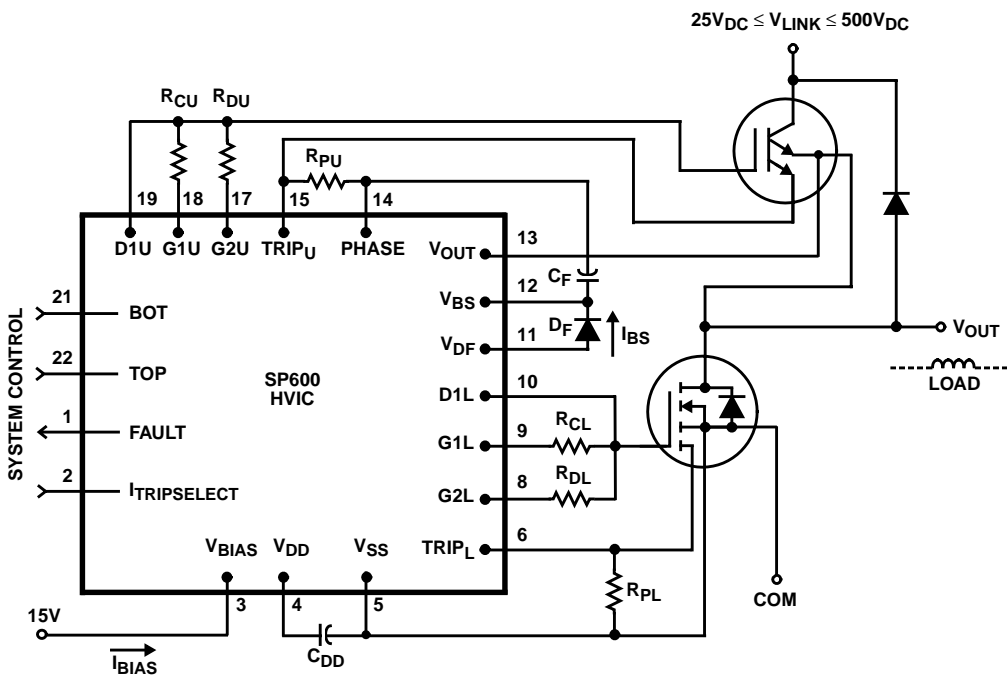 25VDC ≤ VLINK ≤ 500VDC
RCU RDU
RPU
19 18 17 15 14
D1U G1U G2U TRIPU PHASE
13
VOUT
CF
12
VBS
DF
IBS
11
VDF
VOUT
LOAD
SYSTEM CONTROL
21
BOT
22
TOP
1
FAULT
2
ITRIPSELECT
SP600
HVIC
10
D1L
9
G1L
RCL
8
G2L
RDL
6
TRIPL
RPL
COM
VBIAS VDD VSS
3 4 5
15V
IBIAS
CDD